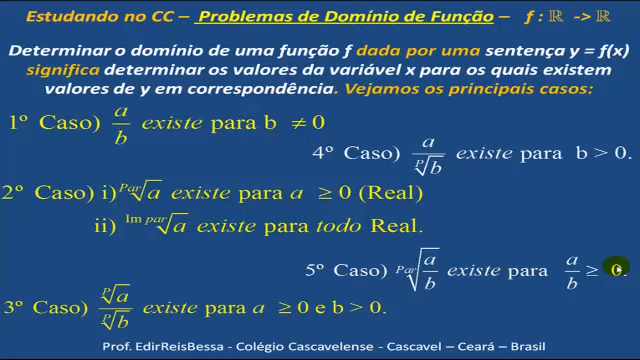 Estudando no CC – Problemas de Domínio de Função – f : ℝ -> ℝ
Determinar o domínio de uma função f dada por uma sentença y = f(x)
significa determinar os valores da variável x para os quais existem
valores de y em correspondência. Vejamos os principais casos:
1º Caso) a/b existe para b ≠ 0
4º Caso) a/ᴾ√b existe para b > 0.
2º Caso) i) ᴾᵃʳ√a existe para a ≥ 0 (Real)
ii) ᴵᵐ ᵖᵃʳ√a existe para todo Real.
5º Caso) ᴾᵃʳ√(a/b) existe para a/b ≥ 0.
3º Caso) ᴾ√a/ᴾ√b existe para a ≥ 0 e b > 0.
Prof. EdirReisBessa - Colégio Cascavelense - Cascavel – Ceará – Brasil